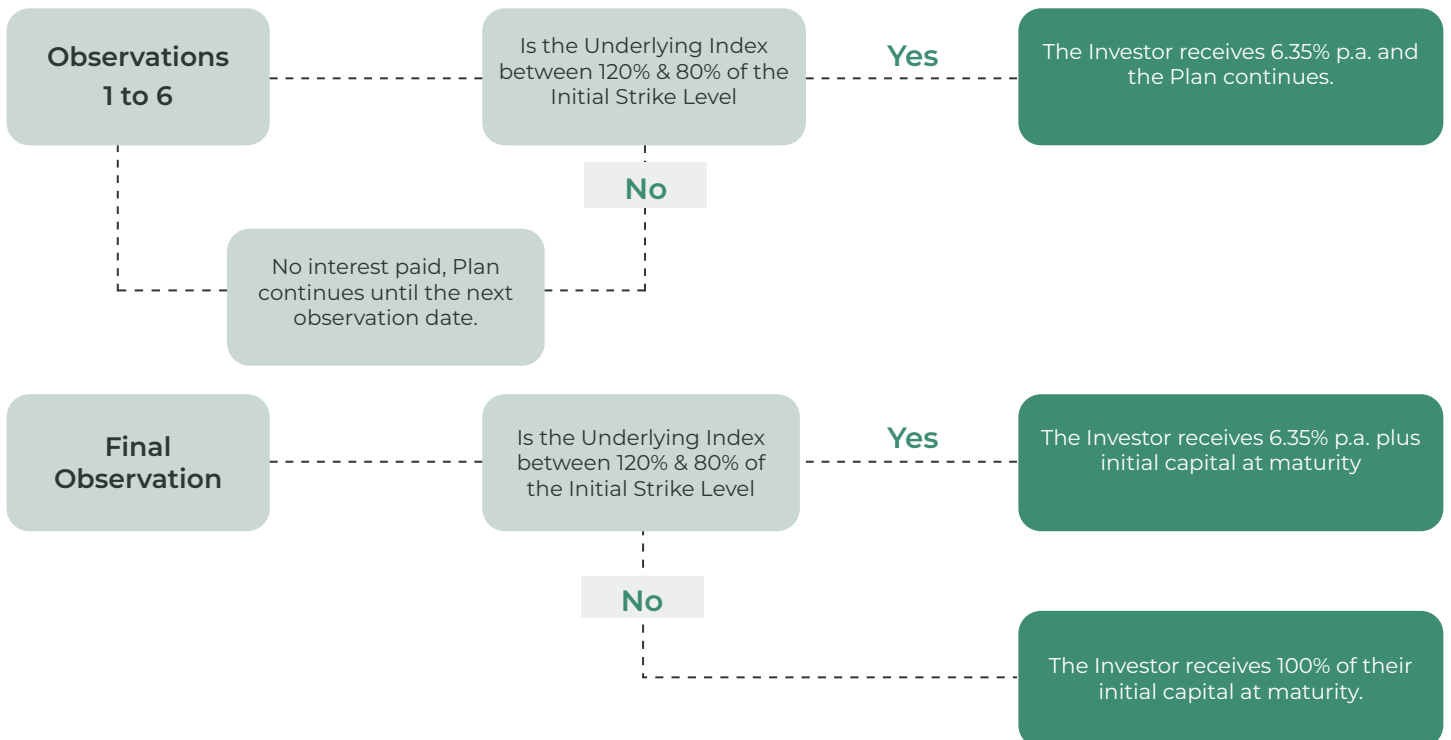 Observations
1 to 6
Is the Underlying Index
between 120% & 80% of the
Initial Strike Level
Yes
The Investor receives 6.35% p.a. and
the Plan continues.
No
No interest paid, Plan
continues until the next
observation date.
Final
Observation
Is the Underlying Index
between 120% & 80% of
the Initial Strike Level
Yes
The Investor receives 6.35% p.a. plus
initial capital at maturity
No
The Investor receives 100% of their
initial capital at maturity.